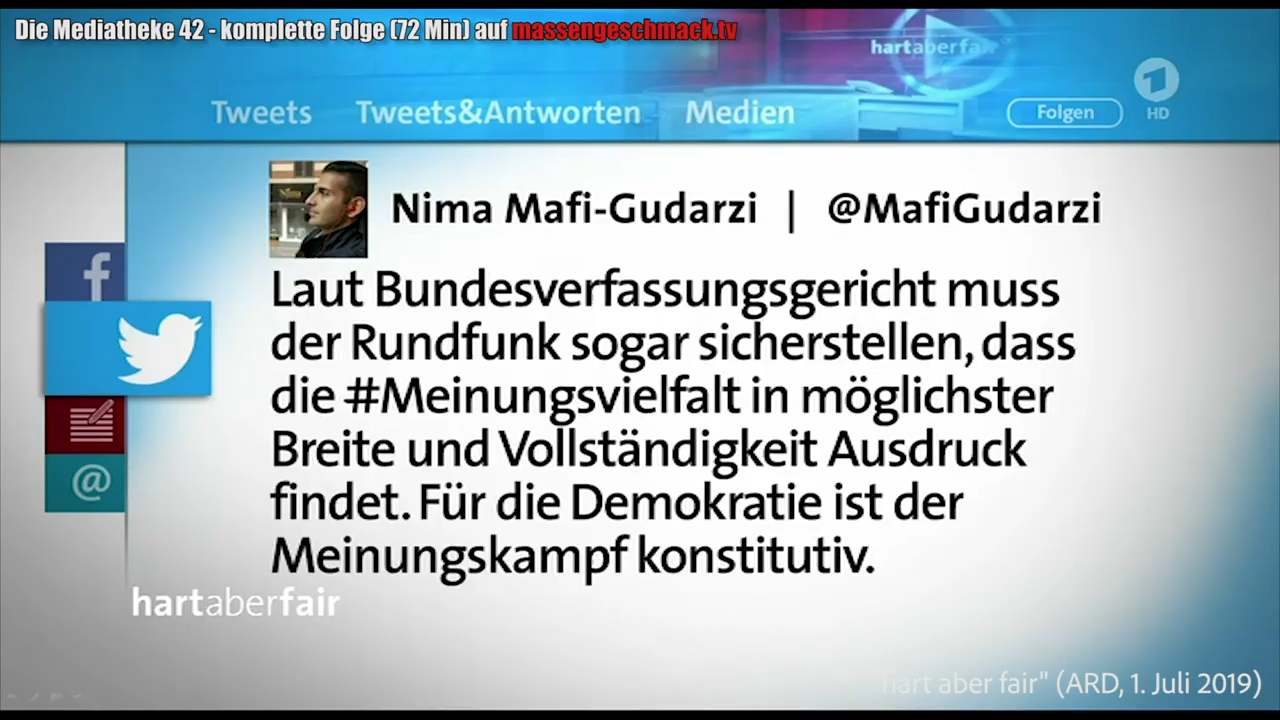 Die Mediatheke 42 - komplette Folge (72 Min) auf massengeschmack.tv
hartaberfair
Tweets Tweets&Antworten Medien Folgen
HD
Nima Mafi-Gudarzi | @MafiGudarzi
Laut Bundesverfassungsgericht muss
der Rundfunk sogar sicherstellen, dass
die #Meinungsvielfalt in möglichster
Breite und Vollständigkeit Ausdruck
findet. Für die Demokratie ist der
Meinungskampf konstitutiv.
hartaberfair
hart aber fair" (ARD, 1. Juli 2019)